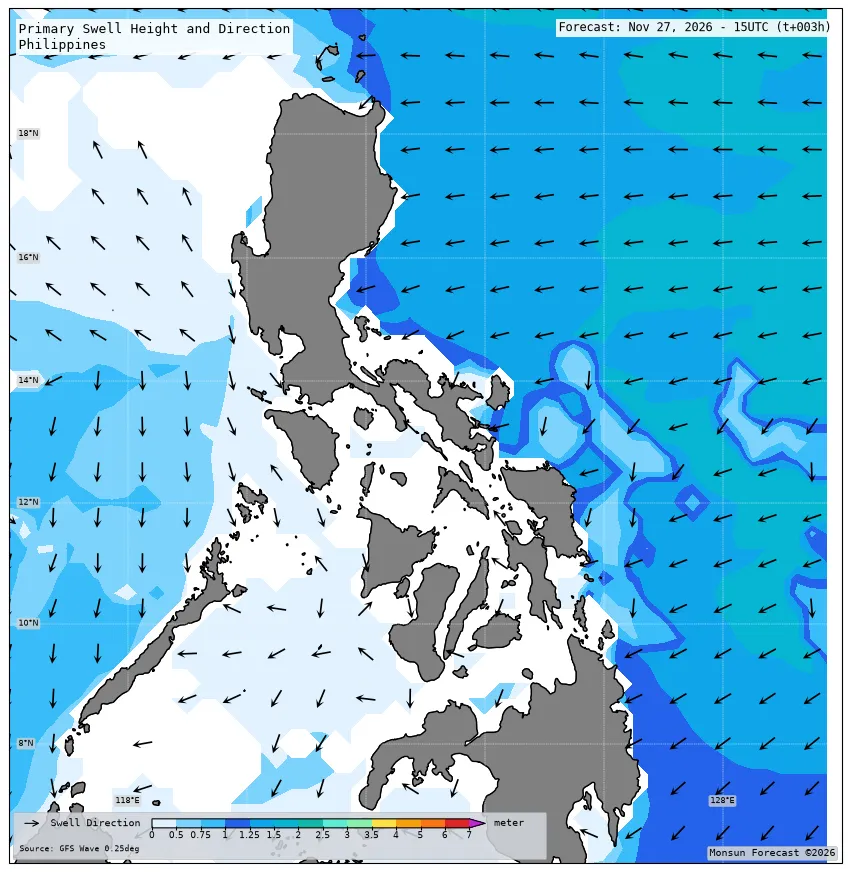 Primary Swell Height and Direction
Philippines
Forecast: Nov 27, 2026 - 15UTC (t+003h)
18°N
16°N
14°N
12°N
10°N
8°N
118°E
128°E
Swell Direction
meter
0 0.5 0.75 1 1.25 1.5 2 2.5 3 3.5 4 5 6 7
Source: GFS Wave 0.25deg
Monsun Forecast ©2026